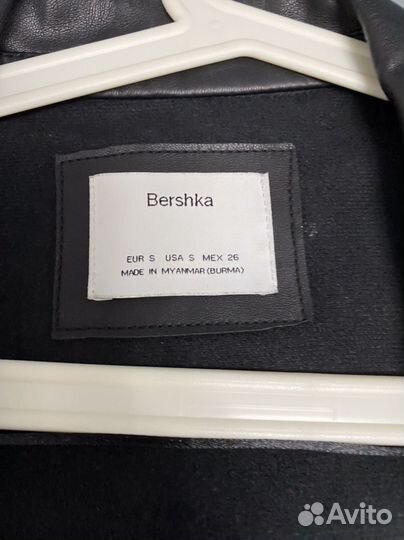 Bershka
EUR S USA S MEX 26
MADE IN MYANMAR (BURMA)
Avito